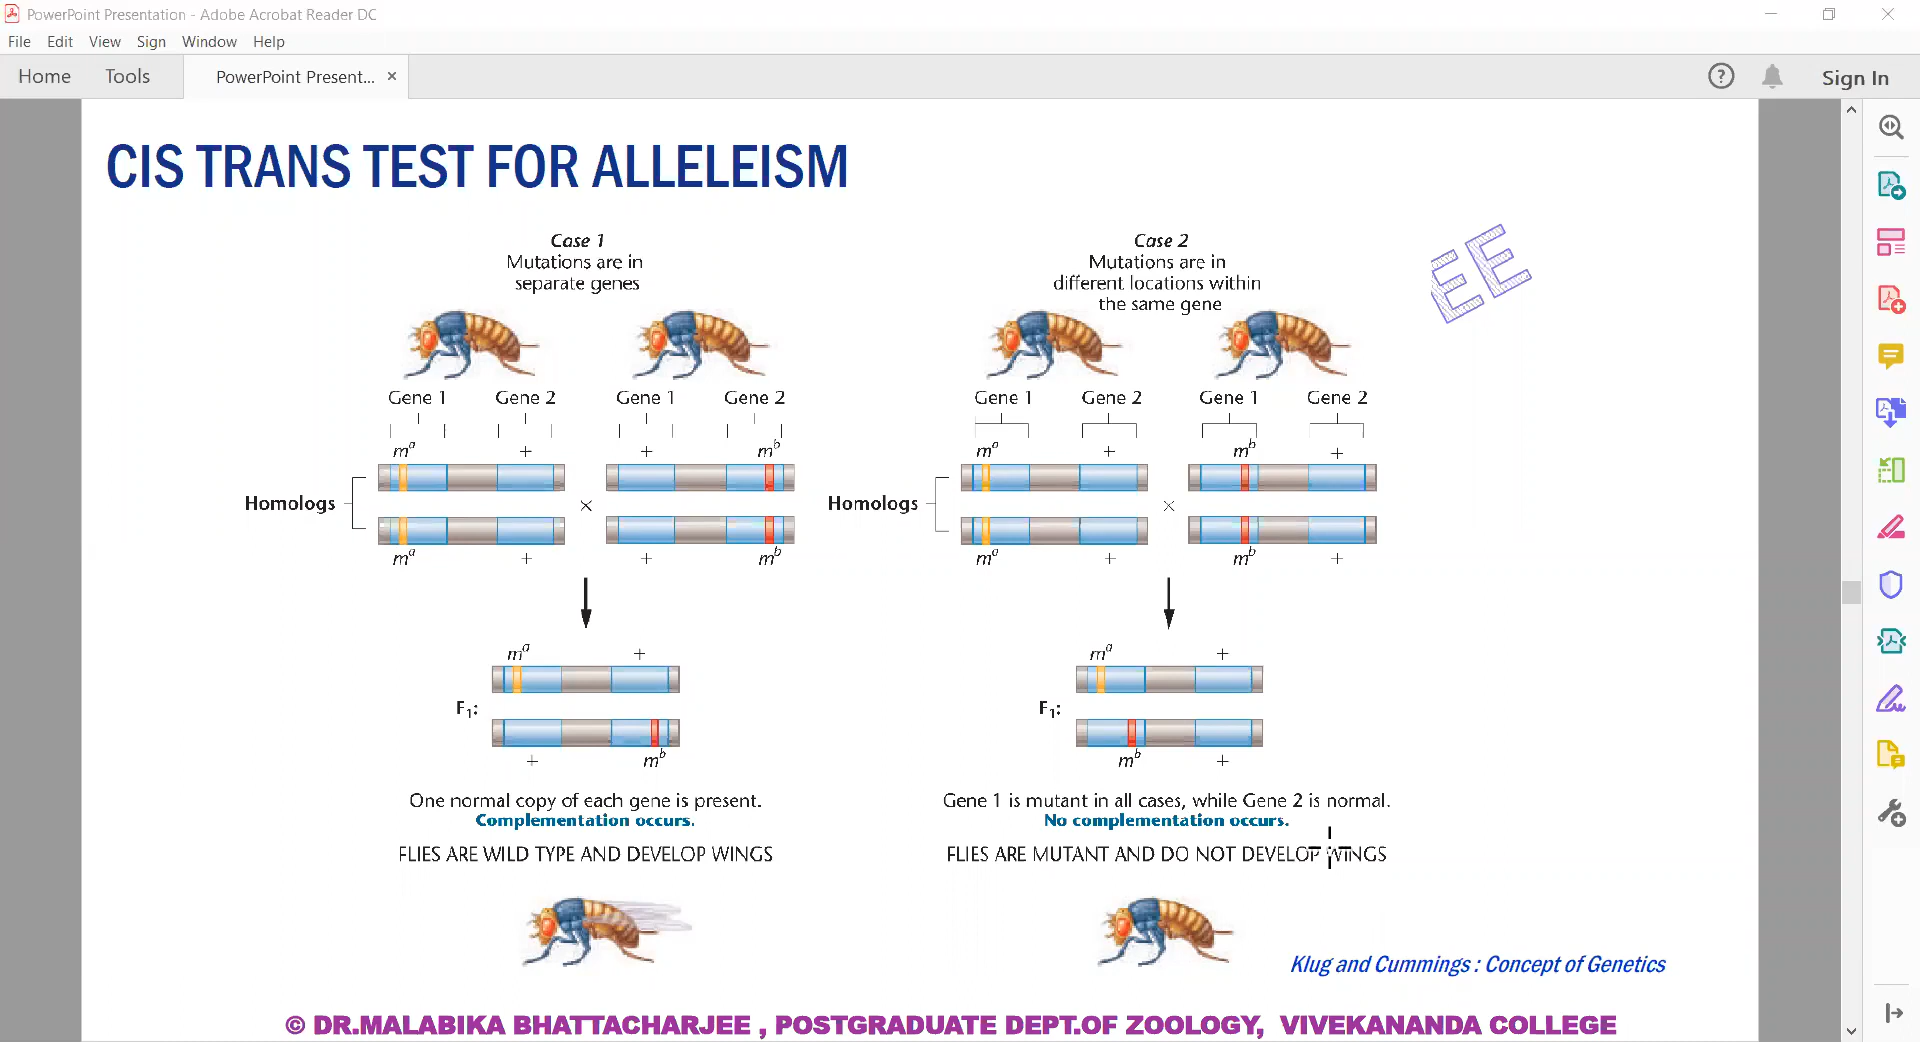 PowerPoint Presentation - Adobe Acrobat Reader DC
File Edit View Sign Window Help
Home Tools PowerPoint Present... × ? Sign In
CIS TRANS TEST FOR ALLELEISM
Case 1
Mutations are in
separate genes
Case 2
Mutations are in
different locations within
the same gene
EE
Gene 1 Gene 2 Gene 1 Gene 2 Gene 1 Gene 2 Gene 1 Gene 2
mᵃ + + mᵇ mᵃ + mᵇ +
Homologs × Homologs ×
mᵃ + + mᵇ mᵃ + mᵇ +
mᵃ + mᵃ +
F₁: F₁:
+ mᵇ mᵇ +
One normal copy of each gene is present.
Complementation occurs.
FLIES ARE WILD TYPE AND DEVELOP WINGS
Gene 1 is mutant in all cases, while Gene 2 is normal.
No complementation occurs.
FLIES ARE MUTANT AND DO NOT DEVELOP WINGS
Klug and Cummings : Concept of Genetics
© DR.MALABIKA BHATTACHARJEE , POSTGRADUATE DEPT.OF ZOOLOGY, VIVEKANANDA COLLEGE